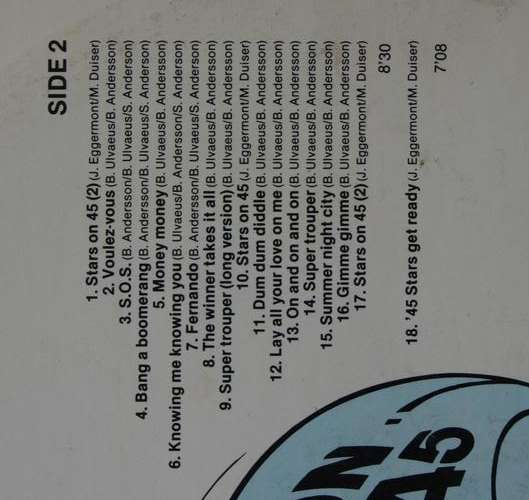 SIDE 2
1. Stars on 45 (2) (J. Eggermont/M. Duiser)
2. Voulez-vous (B. Ulvaeus/B. Andersson)
3. S.O.S. (B. Andersson/B. Ulvaeus/S. Andersson)
4. Bang a boomerang (B. Andersson/B. Ulvaeus/S. Andersson)
5. Money money (B. Ulvaeus/B. Andersson)
6. Knowing me knowing you (B. Ulvaeus/B. Andersson/S. Anderson)
7. Fernando (B. Andersson/B. Ulvaeus/S. Andersson)
8. The winner takes it all (B. Ulvaeus/B. Andersson)
9. Super trouper (long version) (B. Ulvaeus/B. Andersson)
10. Stars on 45 (J. Eggermont/M. Duiser)
11. Dum dum diddle (B. Ulvaeus/B. Andersson)
12. Lay all your love on me (B. Ulvaeus/B. Andersson)
13. On and on and on (B. Ulvaeus/B. Andersson)
14. Super trouper (B. Ulvaeus/B. Andersson)
15. Summer night city (B. Ulvaeus/B. Andersson)
16. Gimme gimme (B. Ulvaeus/B. Andersson)
17. Stars on 45 (2) (J. Eggermont/M. Duiser)
8'30
18. '45 Stars get ready (J. Eggermont/M. Duiser)
7'08
ON
45